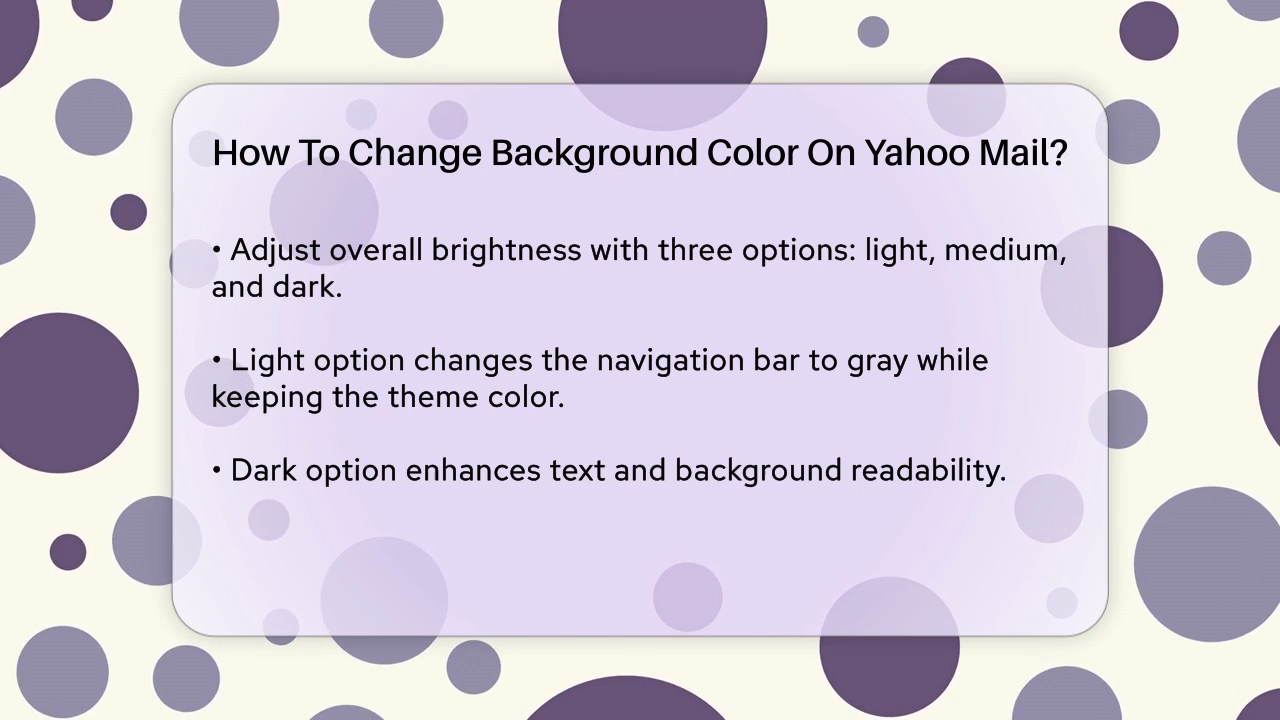 How To Change Background Color On Yahoo Mail?
• Adjust overall brightness with three options: light, medium,
and dark.
• Light option changes the navigation bar to gray while
keeping the theme color.
• Dark option enhances text and background readability.